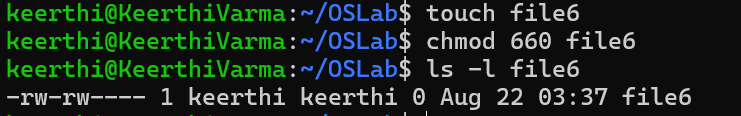 keerthi@KeerthiVarma:~/OSLab$ touch file6
keerthi@KeerthiVarma:~/OSLab$ chmod 660 file6
keerthi@KeerthiVarma:~/OSLab$ ls -l file6
-rw-rw---- 1 keerthi keerthi 0 Aug 22 03:37 file6